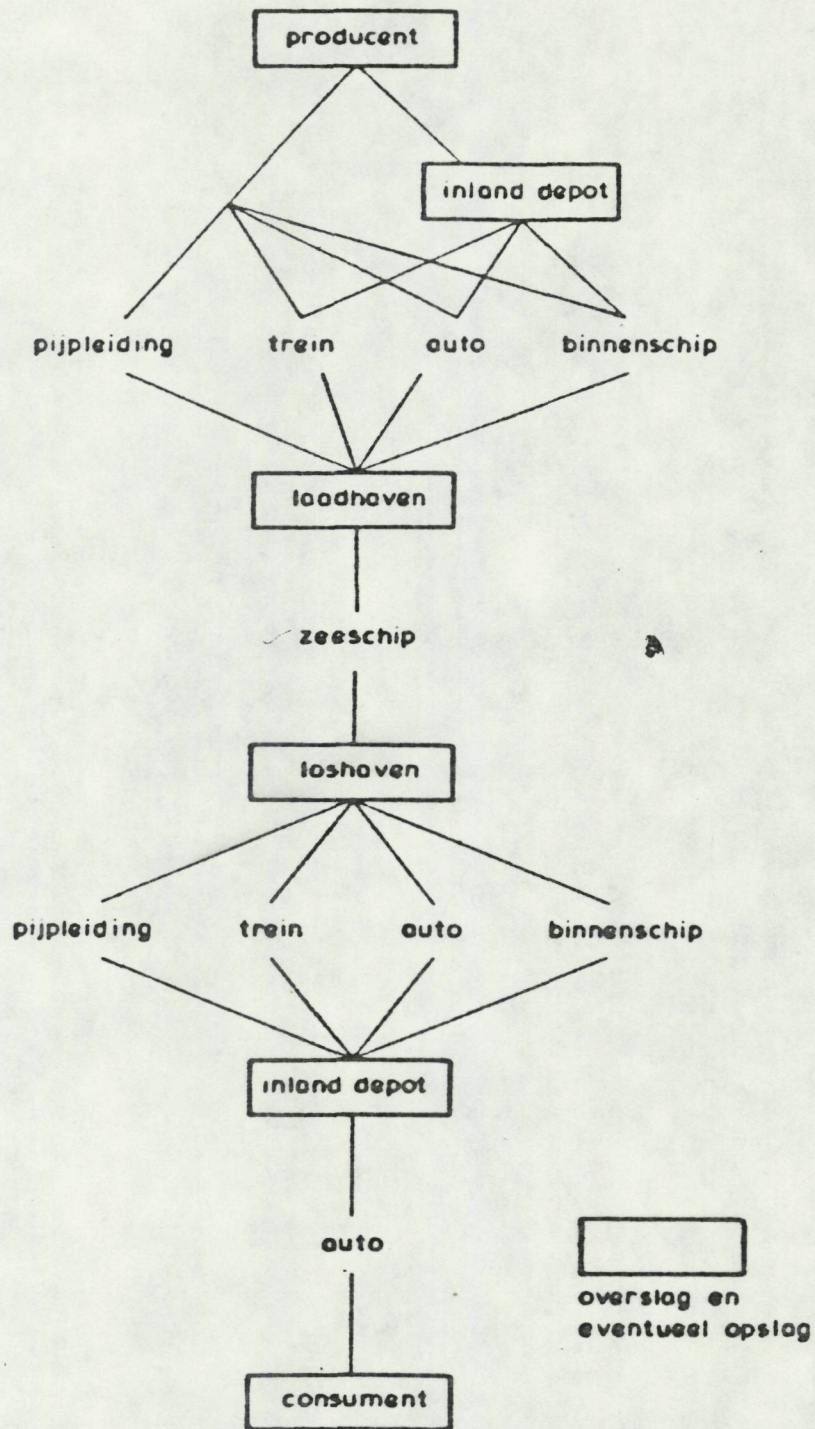 producent
inland depot
pijpleiding trein auto binnenschip
laadhaven
zeeschip
loshaven
pijpleiding trein auto binnenschip
inland depot
auto
overslag en
eventueel opslag
consument